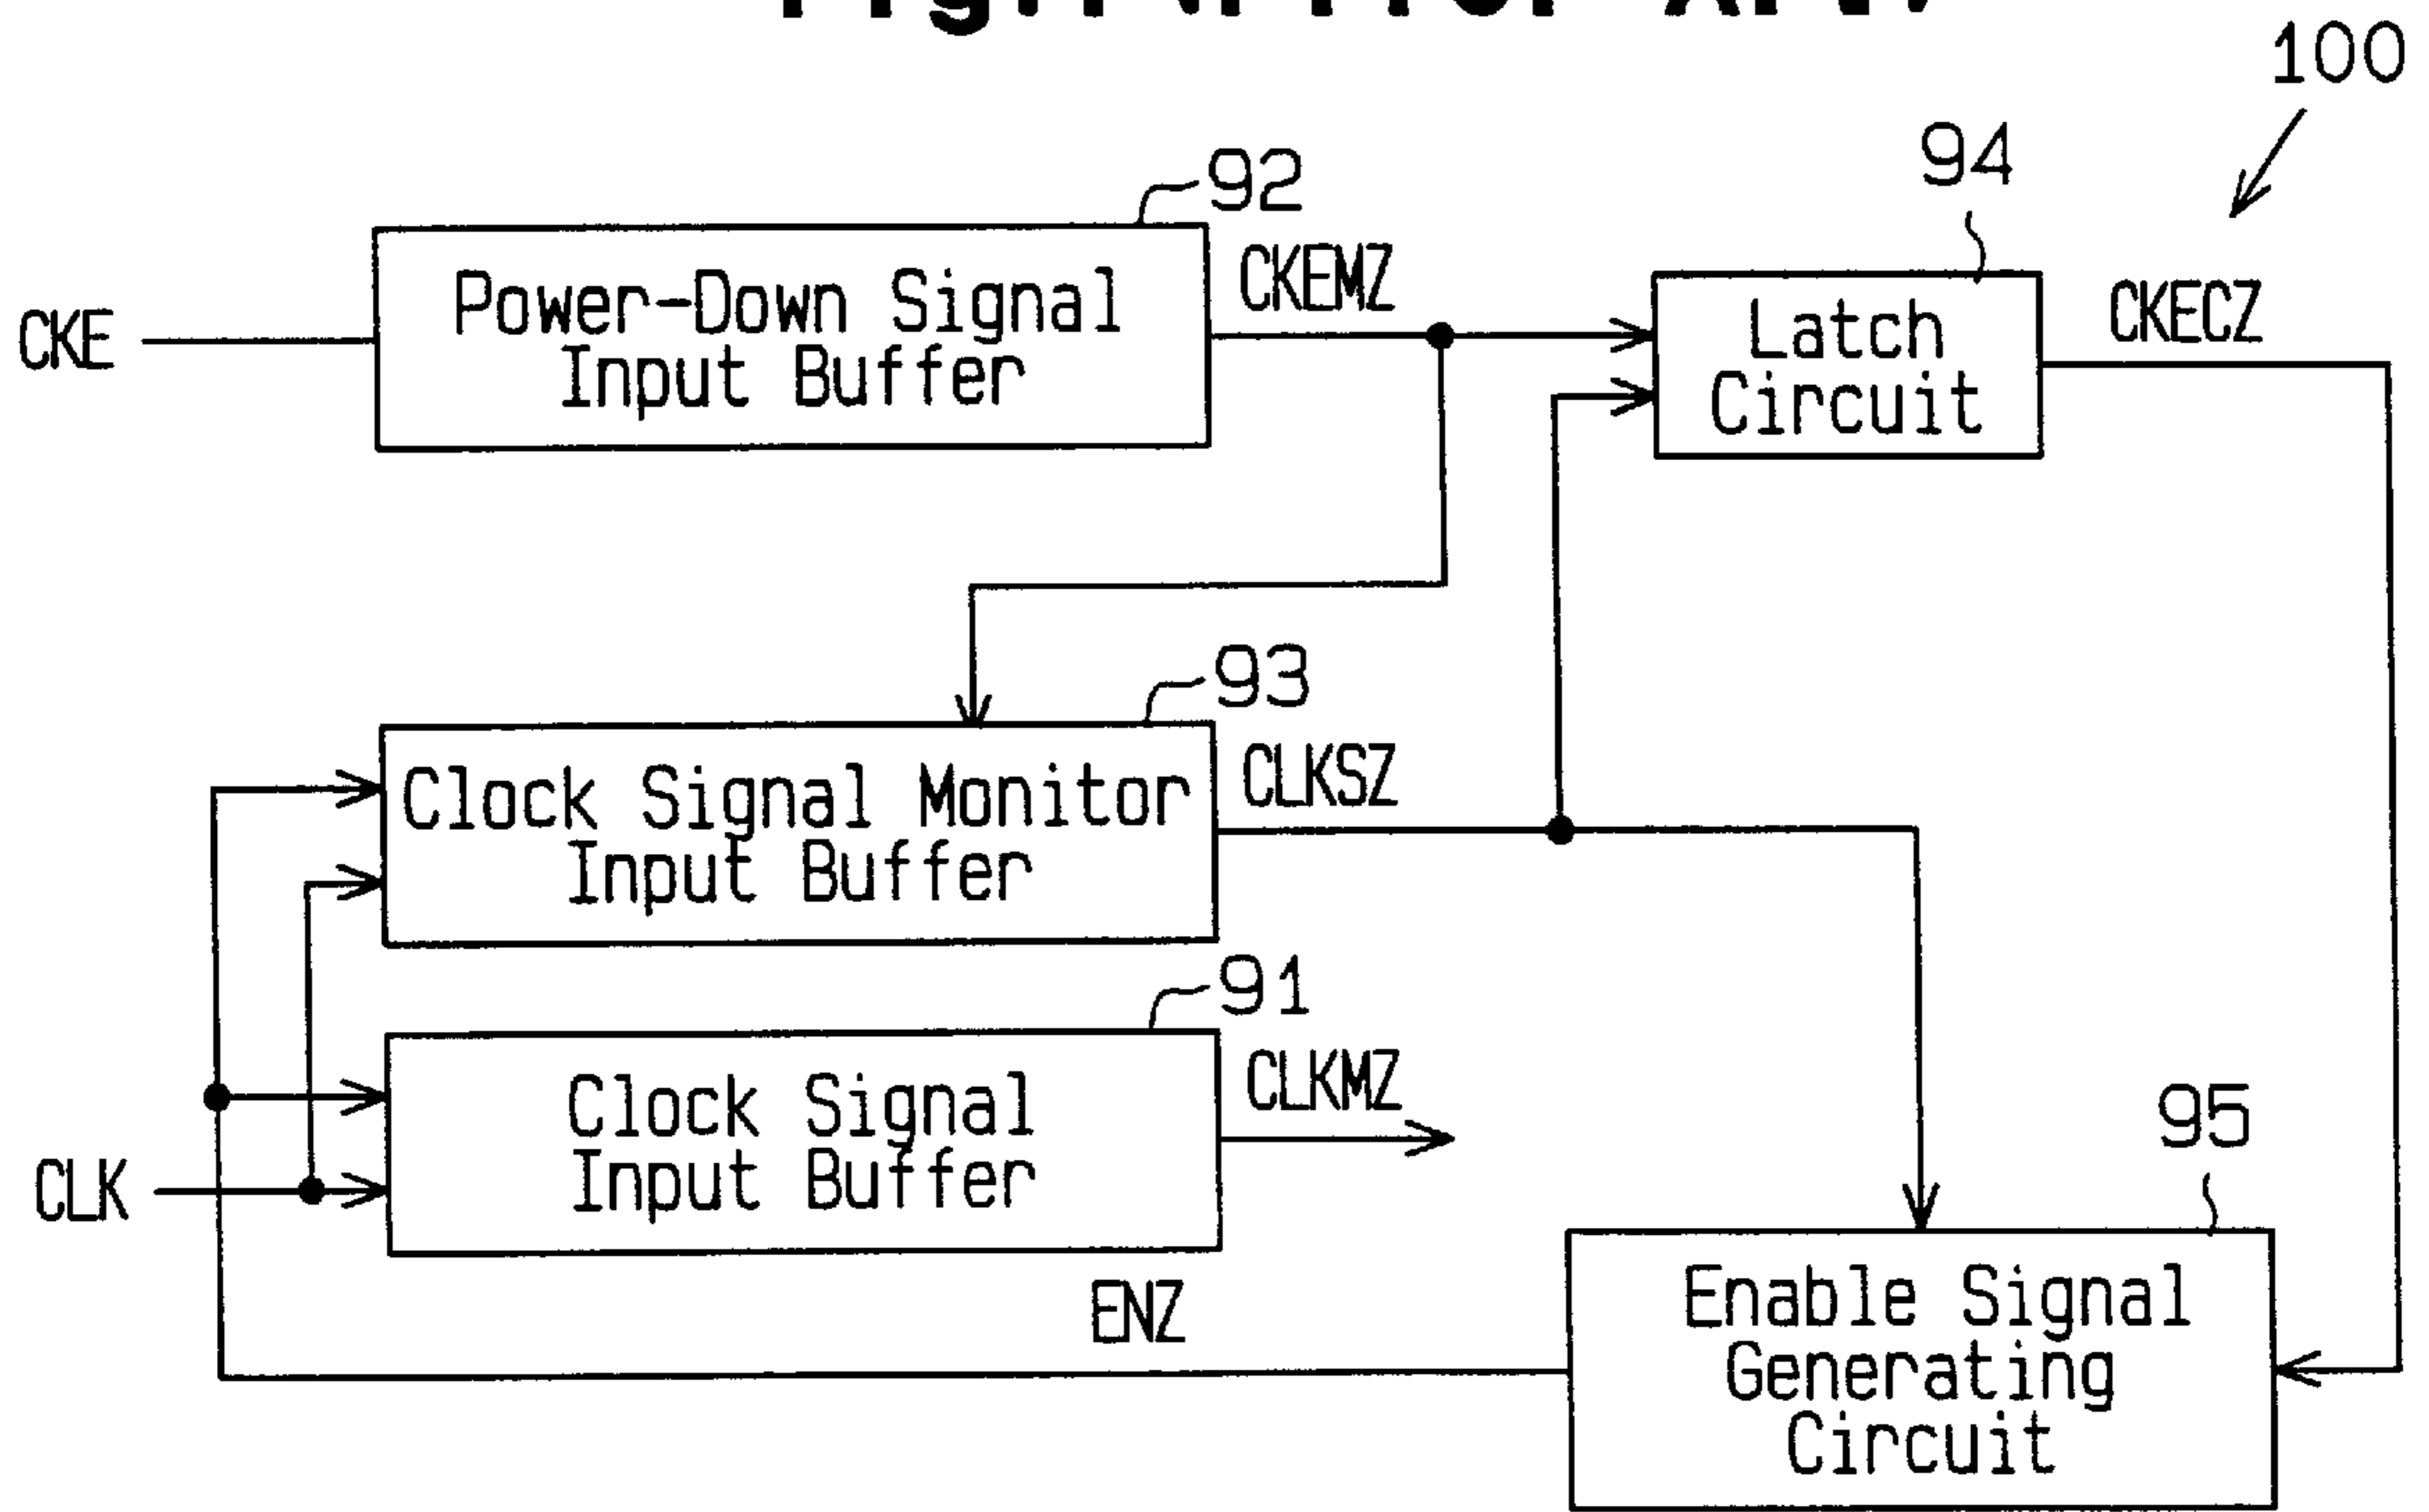 100
92
94
CKE
Power-Down Signal
Input Buffer
CKEMZ
Latch
Circuit
CKECZ
93
Clock Signal Monitor
Input Buffer
CLKSZ
91
Clock Signal
Input Buffer
CLKMZ
CLK
95
ENZ
Enable Signal
Generating
Circuit